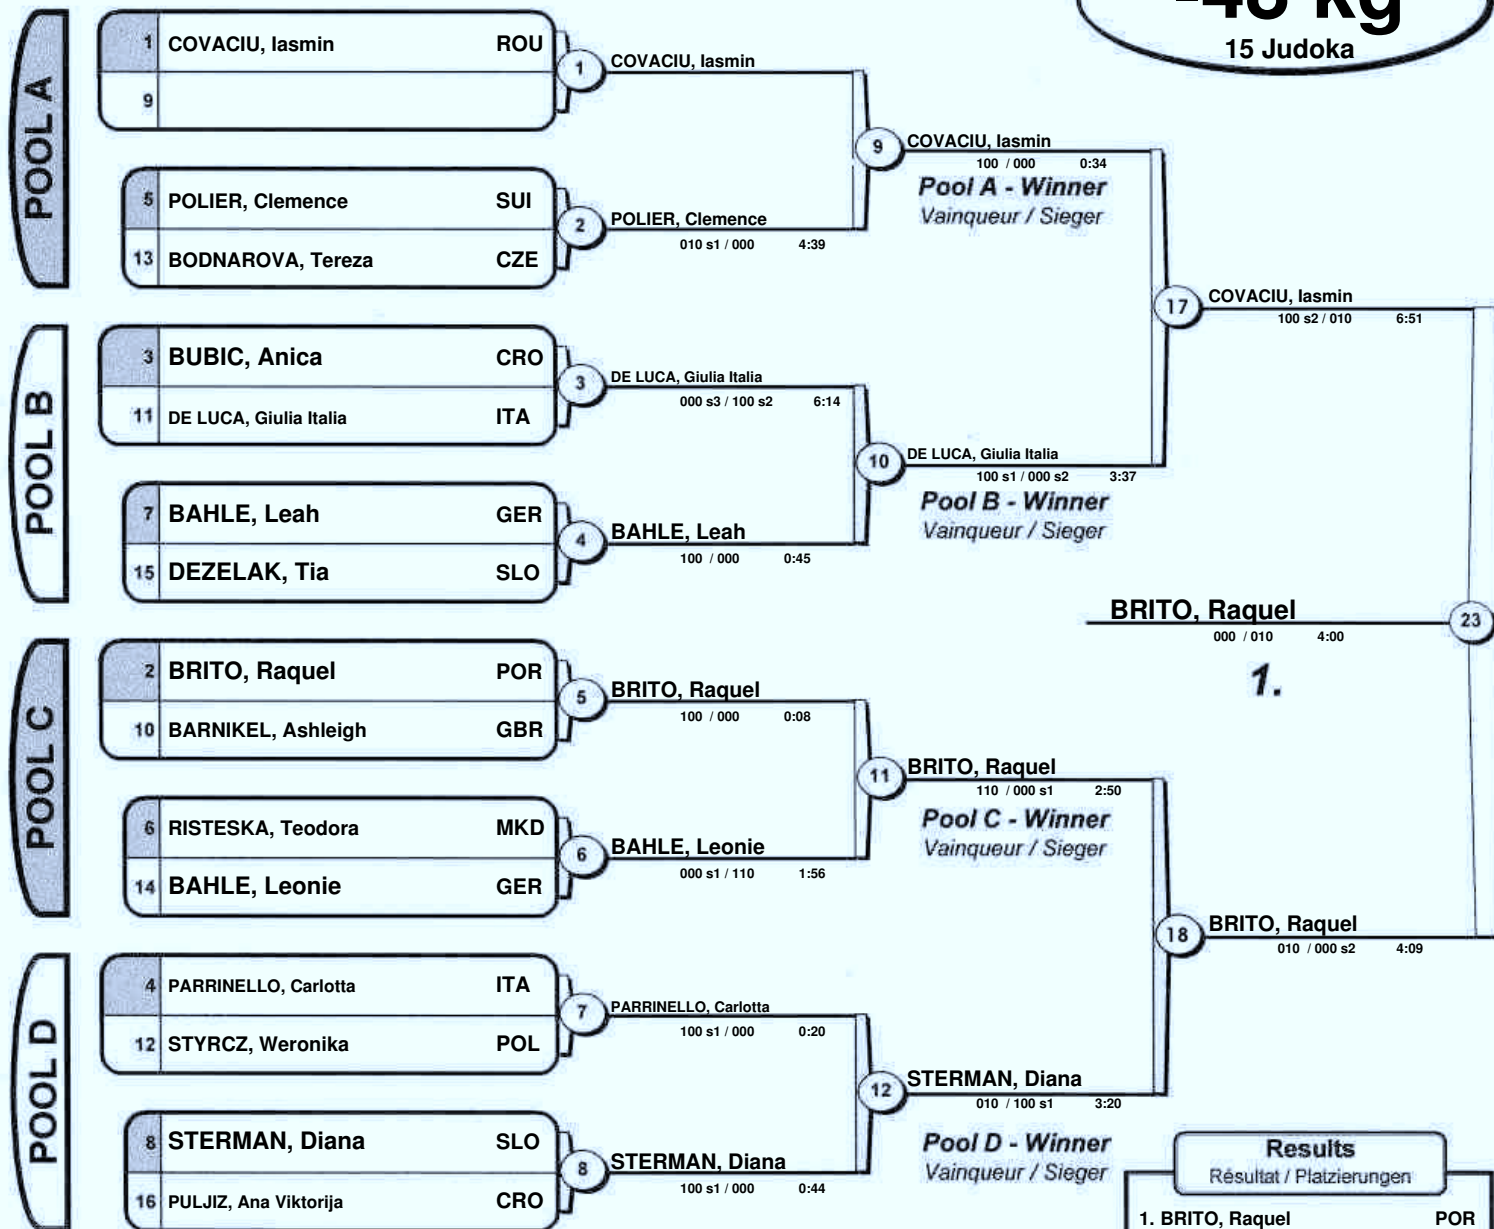 -48 kg
15 Judoka
POOL A
1 COVACIU, Iasmin ROU
9
1 COVACIU, Iasmin
5 POLIER, Clemence SUI
13 BODNAROVA, Tereza CZE
2 POLIER, Clemence
010 s1 / 000 4:39
9 COVACIU, Iasmin
100 / 000 0:34
Pool A - Winner
Vainqueur / Sieger
POOL B
3 BUBIC, Anica CRO
11 DE LUCA, Giulia Italia ITA
3 DE LUCA, Giulia Italia
000 s3 / 100 s2 6:14
7 BAHLE, Leah GER
15 DEZELAK, Tia SLO
4 BAHLE, Leah
100 / 000 0:45
10 DE LUCA, Giulia Italia
100 s1 / 000 s2 3:37
Pool B - Winner
Vainqueur / Sieger
17 COVACIU, Iasmin
100 s2 / 010 6:51
BRITO, Raquel 23
000 / 010 4:00
1.
POOL C
2 BRITO, Raquel POR
10 BARNIKEL, Ashleigh GBR
5 BRITO, Raquel
100 / 000 0:08
6 RISTESKA, Teodora MKD
14 BAHLE, Leonie GER
6 BAHLE, Leonie
000 s1 / 110 1:56
11 BRITO, Raquel
110 / 000 s1 2:50
Pool C - Winner
Vainqueur / Sieger
POOL D
4 PARRINELLO, Carlotta ITA
12 STYRCZ, Weronika POL
7 PARRINELLO, Carlotta
100 s1 / 000 0:20
8 STERMAN, Diana SLO
16 PULJIZ, Ana Viktorija CRO
8 STERMAN, Diana
100 s1 / 000 0:44
12 STERMAN, Diana
010 / 100 s1 3:20
Pool D - Winner
Vainqueur / Sieger
18 BRITO, Raquel
010 / 000 s2 4:09
Results
Résultat / Platzierungen
1. BRITO, Raquel POR